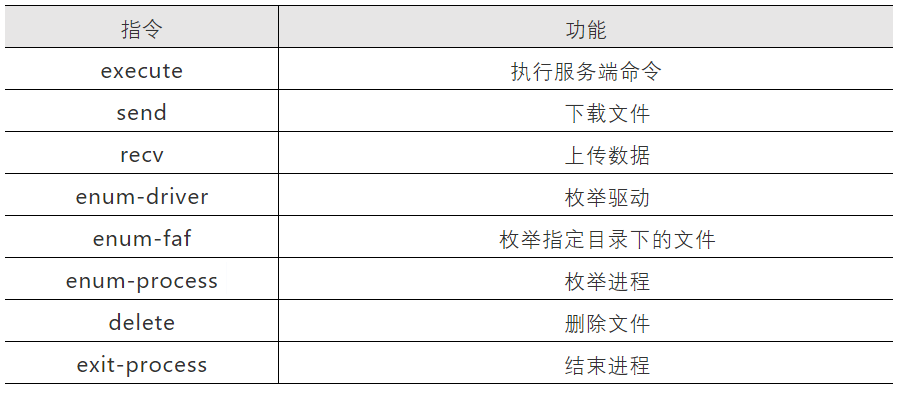 指令 功能
execute 执行服务端命令
send 下载文件
recv 上传数据
enum-driver 枚举驱动
enum-faf 枚举指定目录下的文件
enum-process 枚举进程
delete 删除文件
exit-process 结束进程